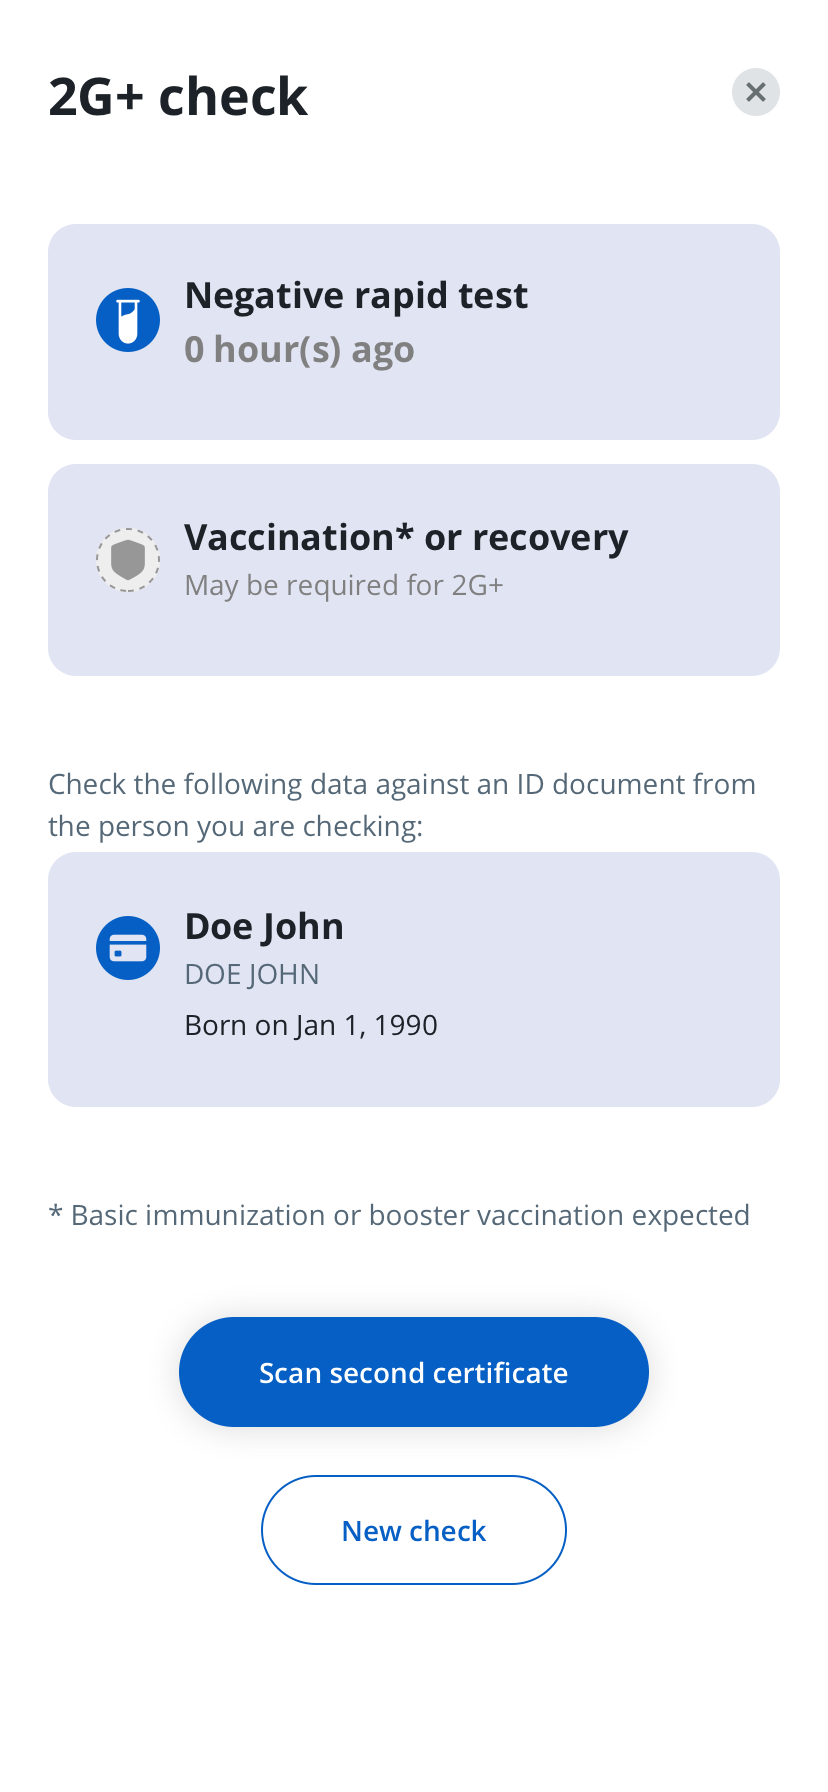 2G+ check
Negative rapid test
0 hour(s) ago
Vaccination* or recovery
May be required for 2G+
Check the following data against an ID document from
the person you are checking:
Doe John
DOE JOHN
Born on Jan 1, 1990
* Basic immunization or booster vaccination expected
Scan second certificate
New check